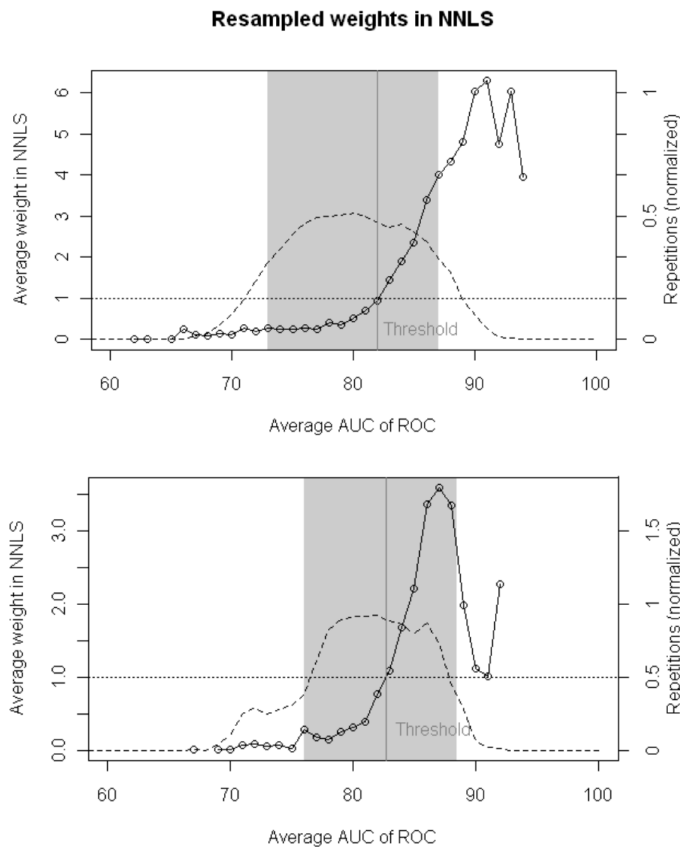 Resampled weights in NNLS
Average weight in NNLS
6
5
4
3
2
1
0
Repetitions (normalized)
1
0.5
0
Threshold
60 70 80 90 100
Average AUC of ROC
Average weight in NNLS
3.0
2.0
1.0
0.0
Repetitions (normalized)
1.5
1
0.5
0
Threshold
60 70 80 90 100
Average AUC of ROC